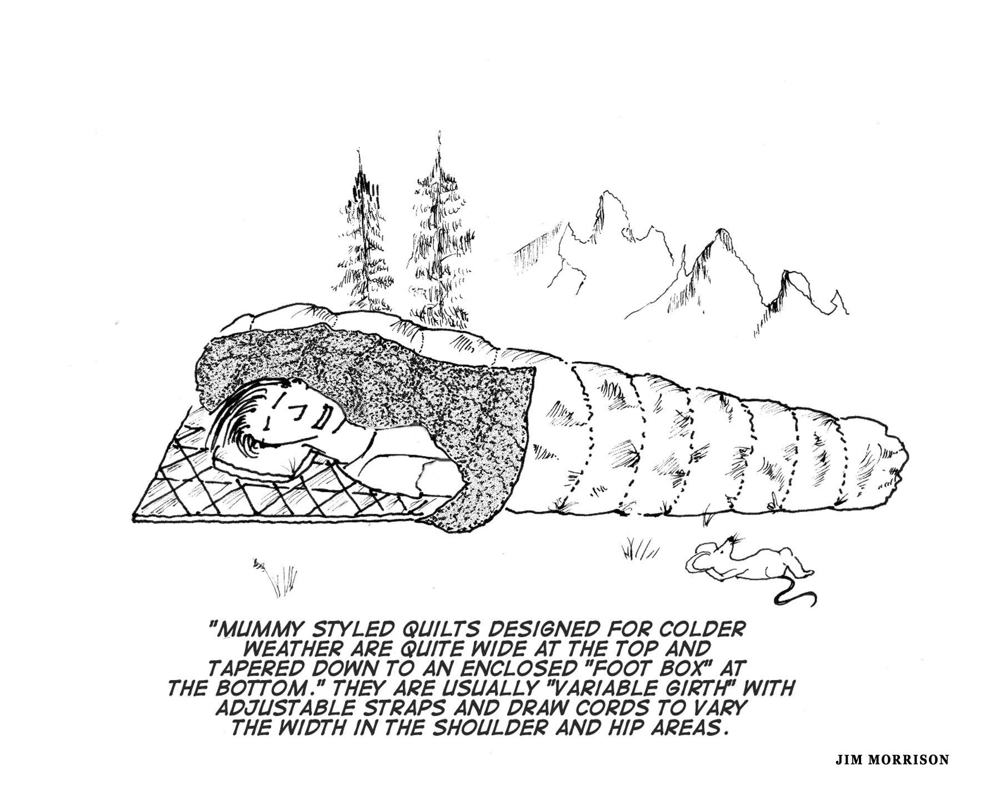 "MUMMY STYLED QUILTS DESIGNED FOR COLDER
WEATHER ARE QUITE WIDE AT THE TOP AND
TAPERED DOWN TO AN ENCLOSED "FOOT BOX" AT
THE BOTTOM." THEY ARE USUALLY "VARIABLE GIRTH" WITH
ADJUSTABLE STRAPS AND DRAW CORDS TO VARY
THE WIDTH IN THE SHOULDER AND HIP AREAS.
JIM MORRISON